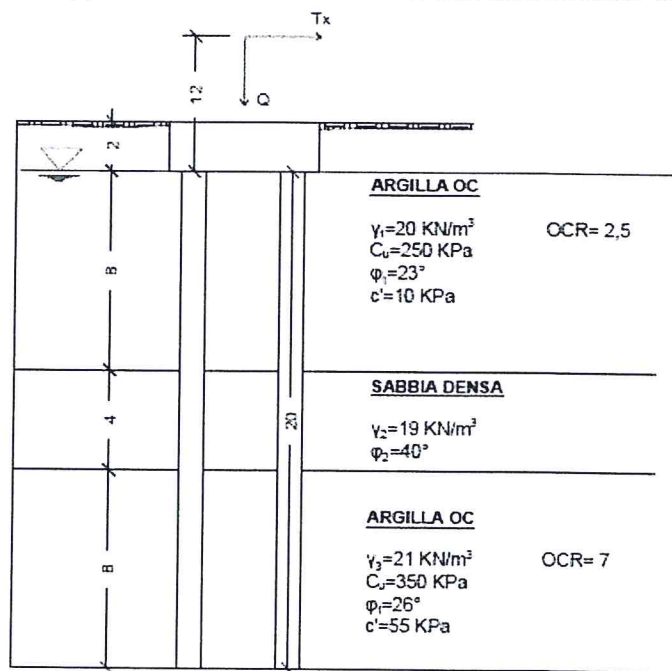 Tx
12
Q
2
ARGILLA OC
γ₁=20 KN/m³ OCR= 2,5
Cᵤ=250 KPa
φ₁=23°
c'=10 KPa
8
SABBIA DENSA
γ₂=19 KN/m³
φ₂=40°
4
20
ARGILLA OC
γ₃=21 KN/m³ OCR= 7
Cᵤ=350 KPa
φ₁=26°
c'=55 KPa
8